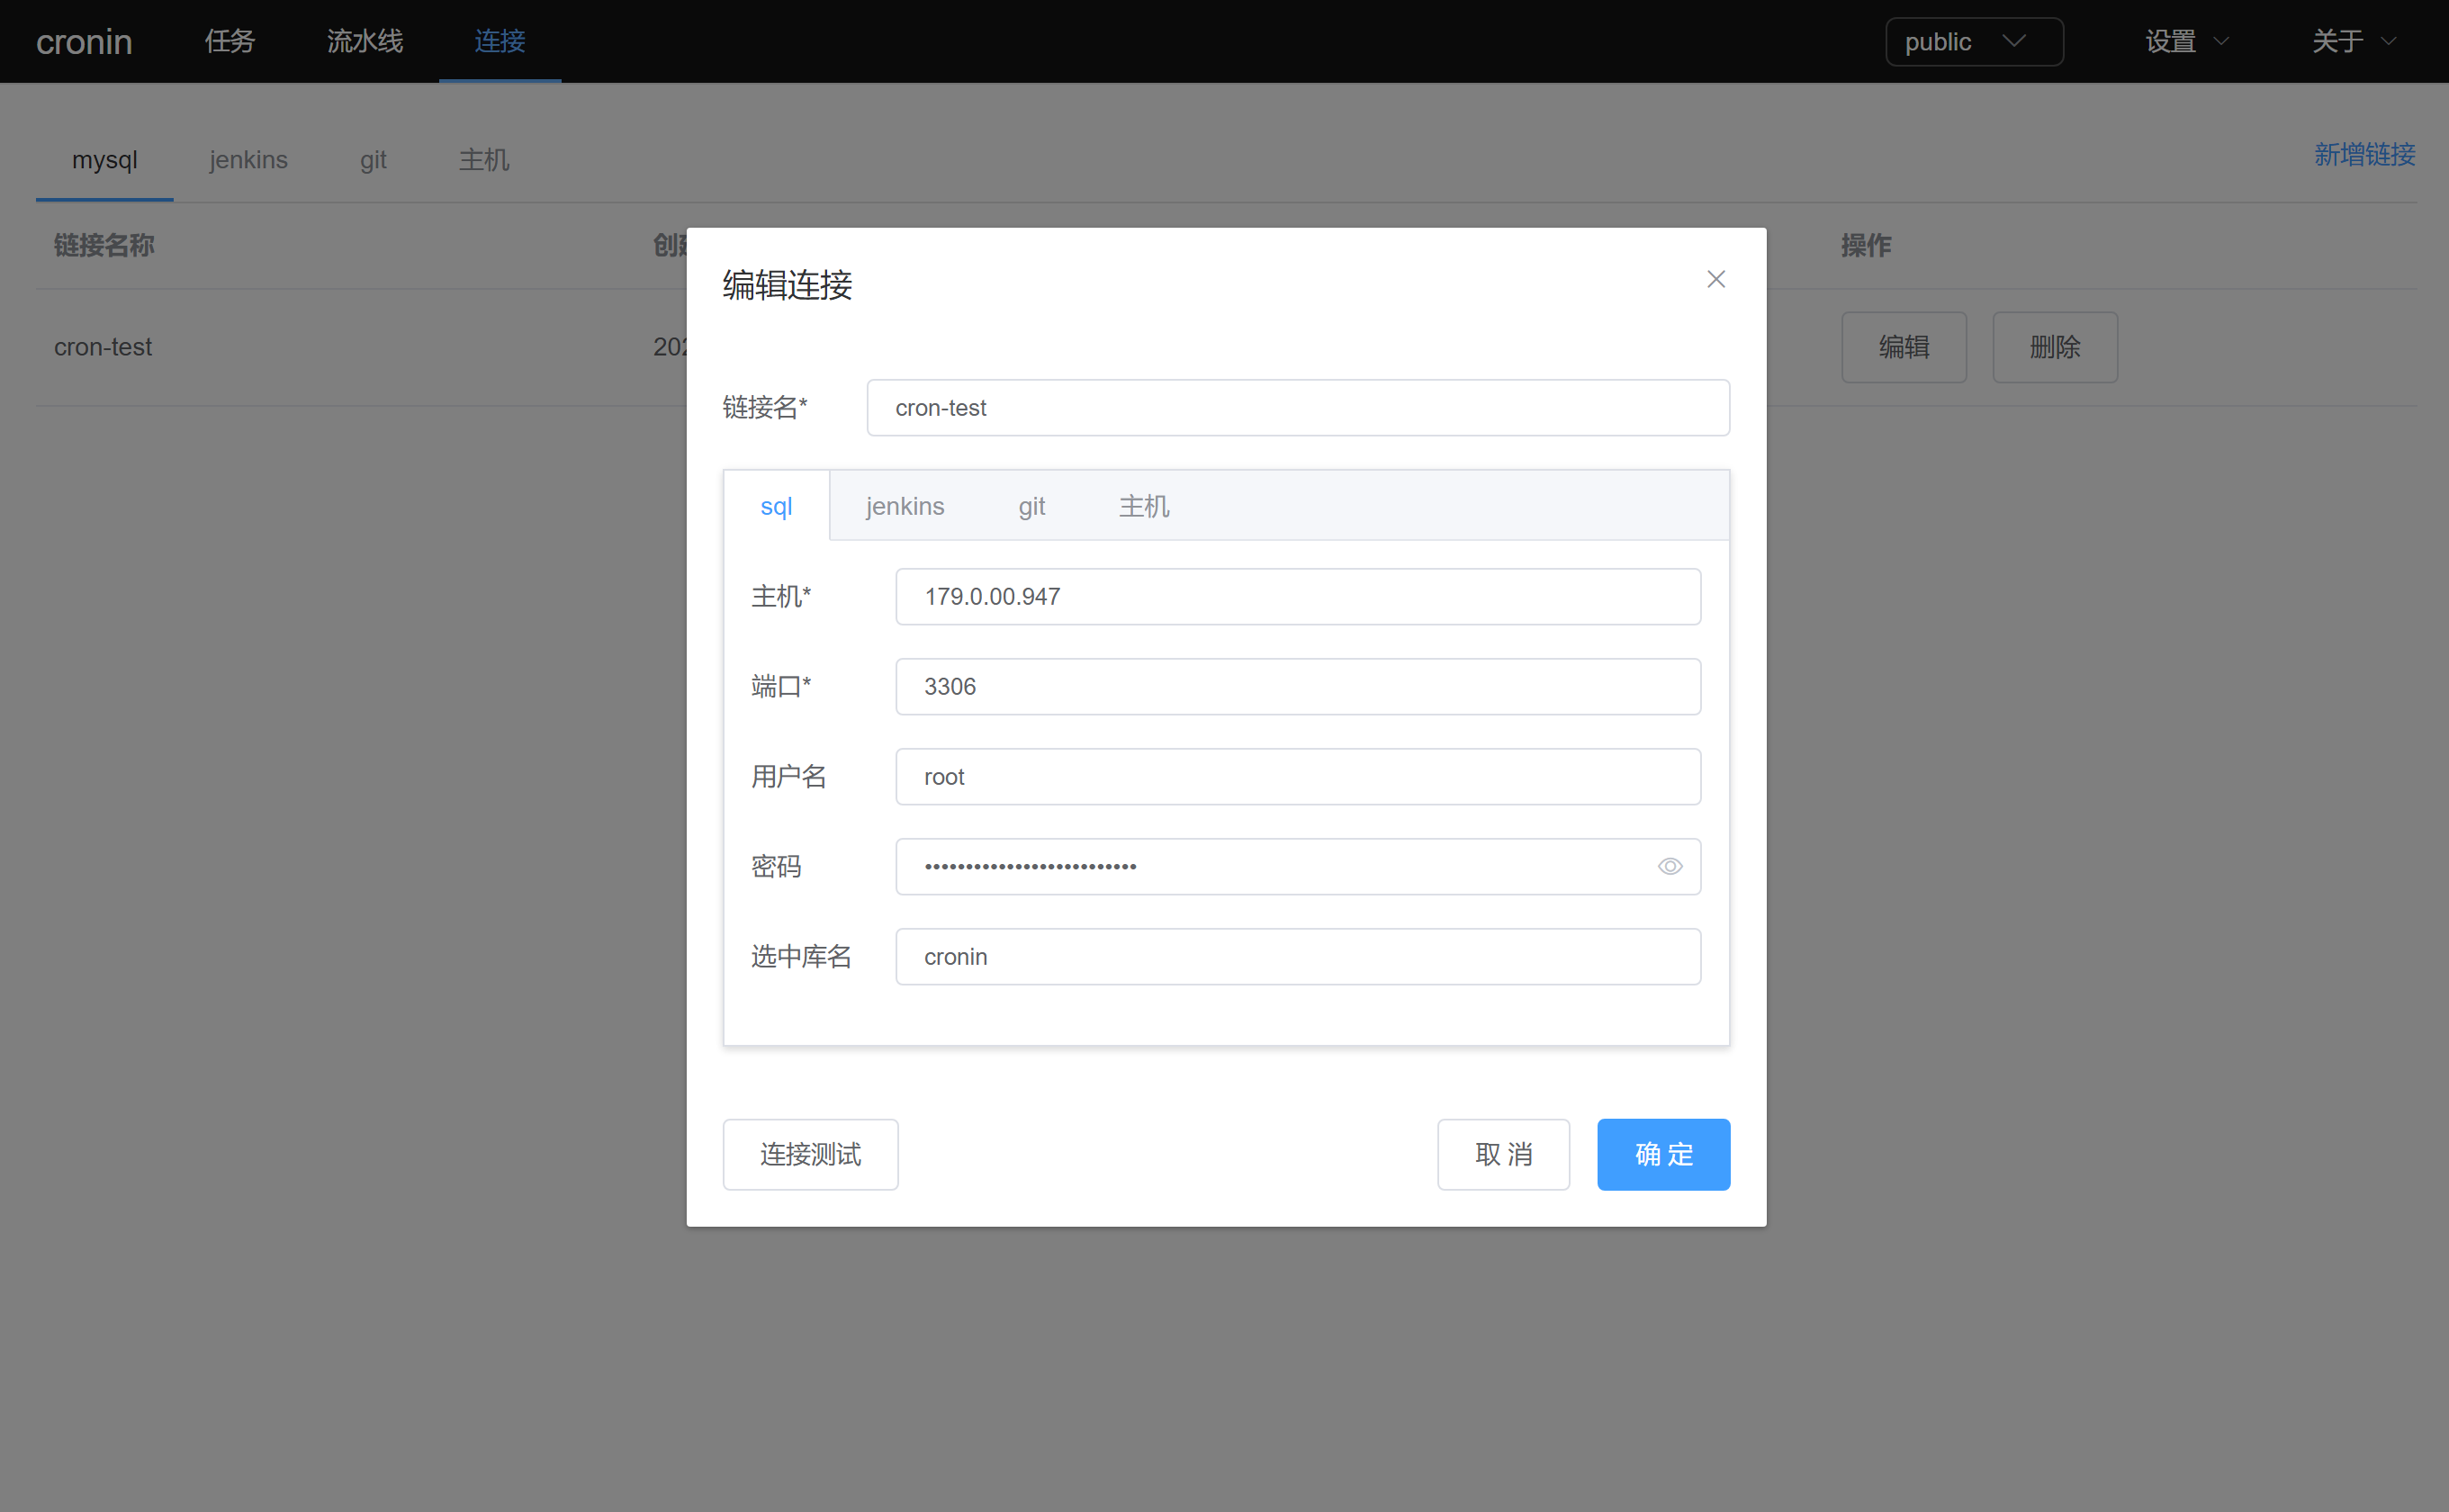 cronin 任务 流水线 连接 public 设置 关于
mysql jenkins git 主机 新增链接
链接名称 操作
cron-test 编辑 删除
编辑连接
链接名* cron-test
sql jenkins git 主机
主机* 179.0.00.947
端口* 3306
用户名 root
密码 ••••••••••••••••••••••••••
选中库名 cronin
连接测试 取 消 确 定